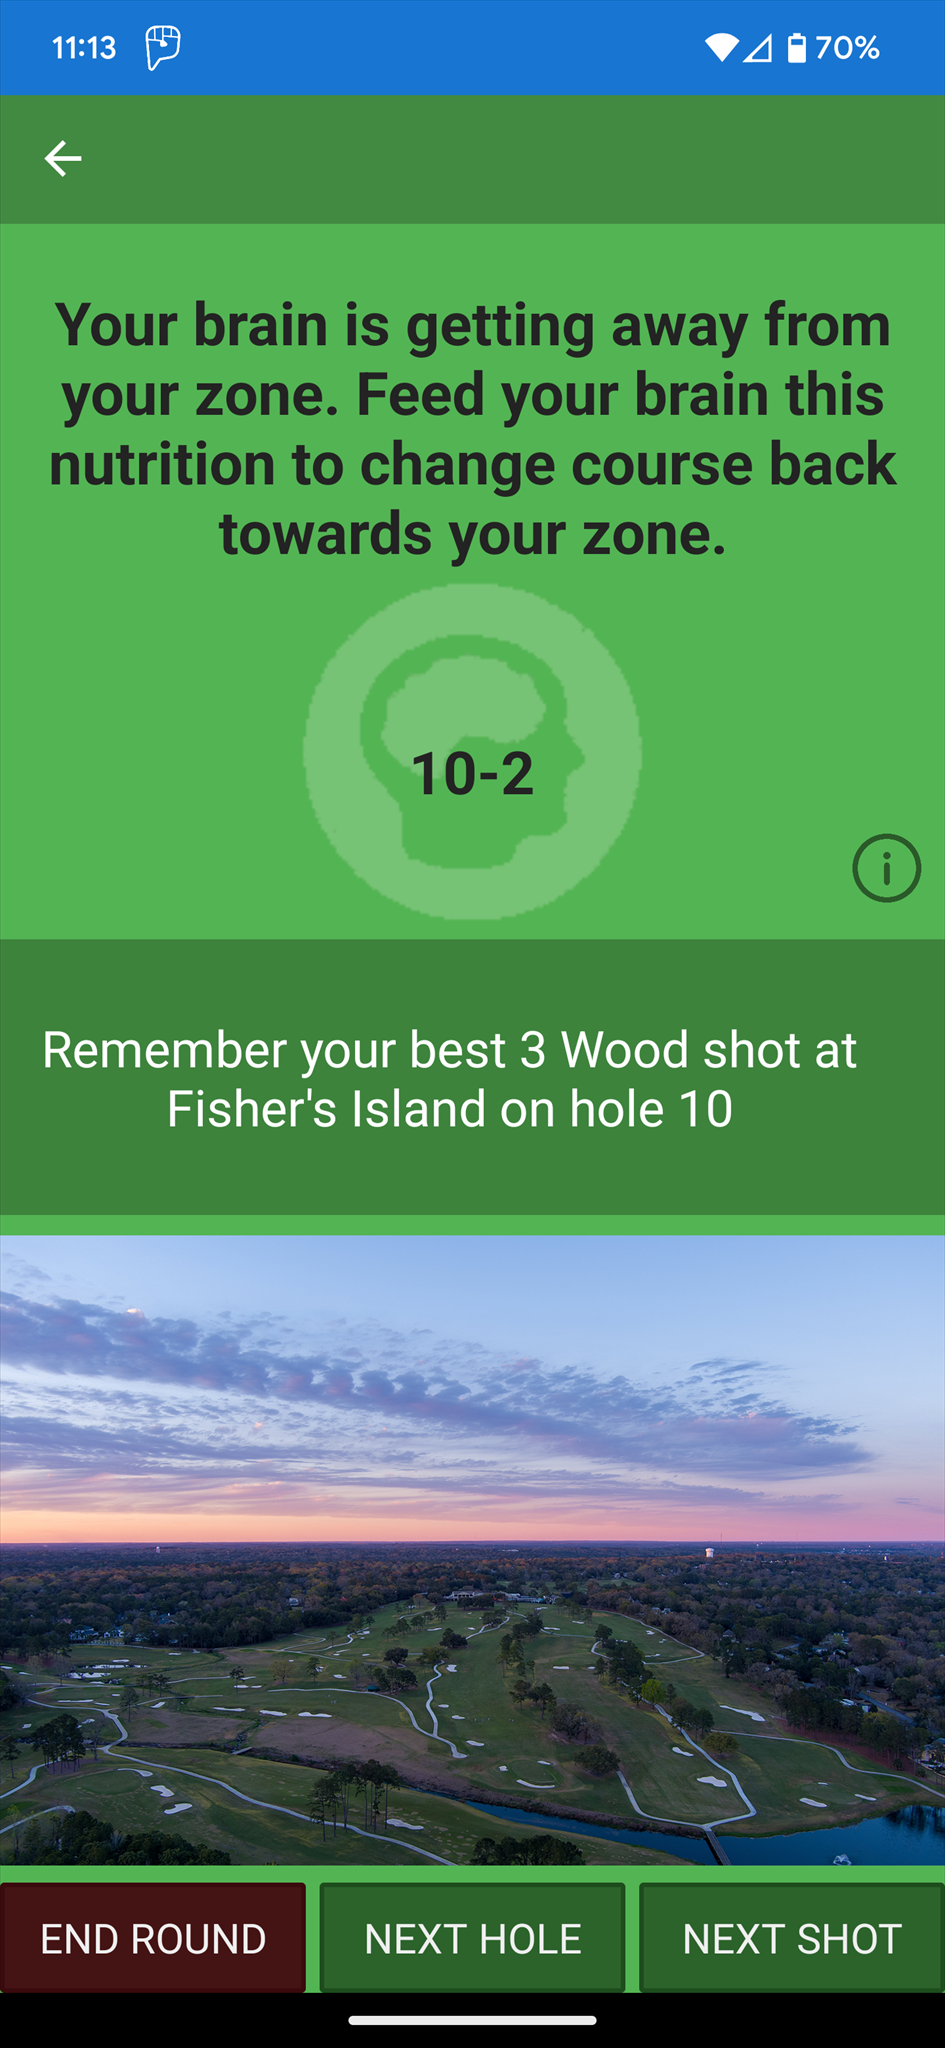 11:13
70%
Your brain is getting away from
your zone. Feed your brain this
nutrition to change course back
towards your zone.
10-2
i
Remember your best 3 Wood shot at
Fisher's Island on hole 10
END ROUND
NEXT HOLE
NEXT SHOT